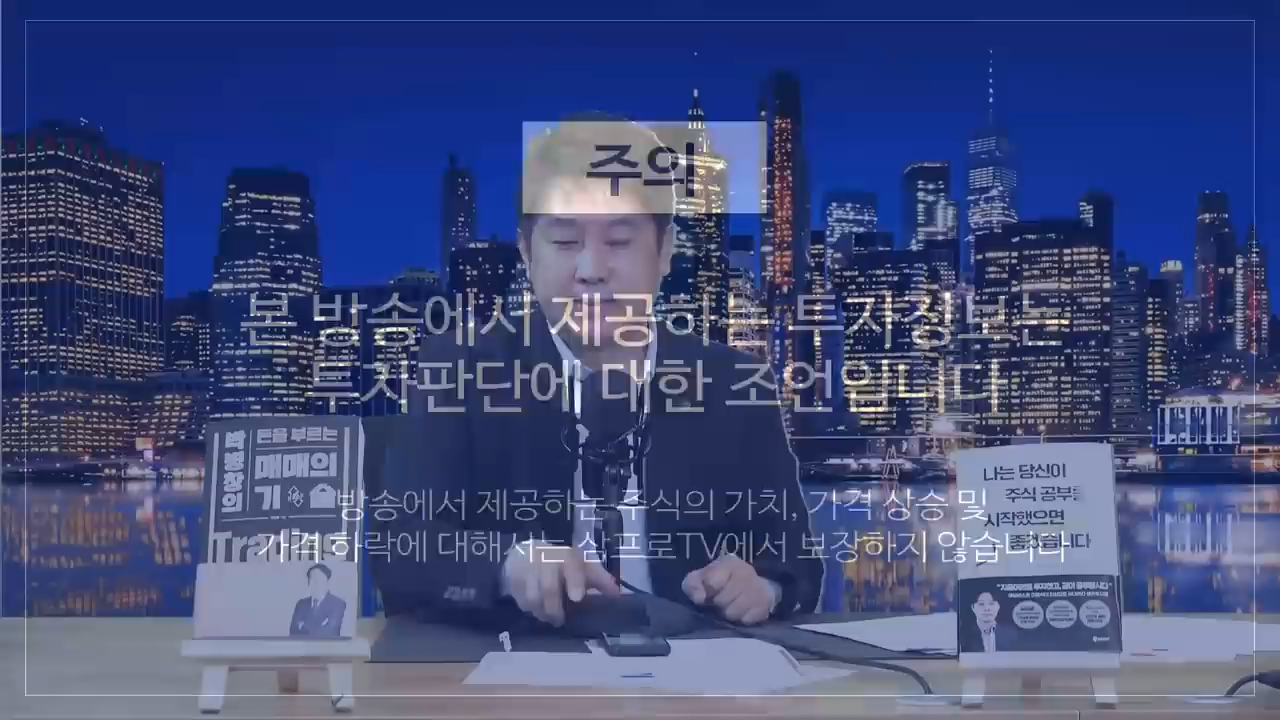 주의
본 방송에서 제공하는 투자정보는
투자판단에 대한 조언입니다
방송에서 제공하는 주식의 가치, 가격 상승 및
가격 하락에 대해서는 삼프로TV에서 보장하지 않습니다
박병창의
돈을 부르는
매매의
기술
Trading
나는 당신이
주식 공부를
시작했으면
좋겠습니다